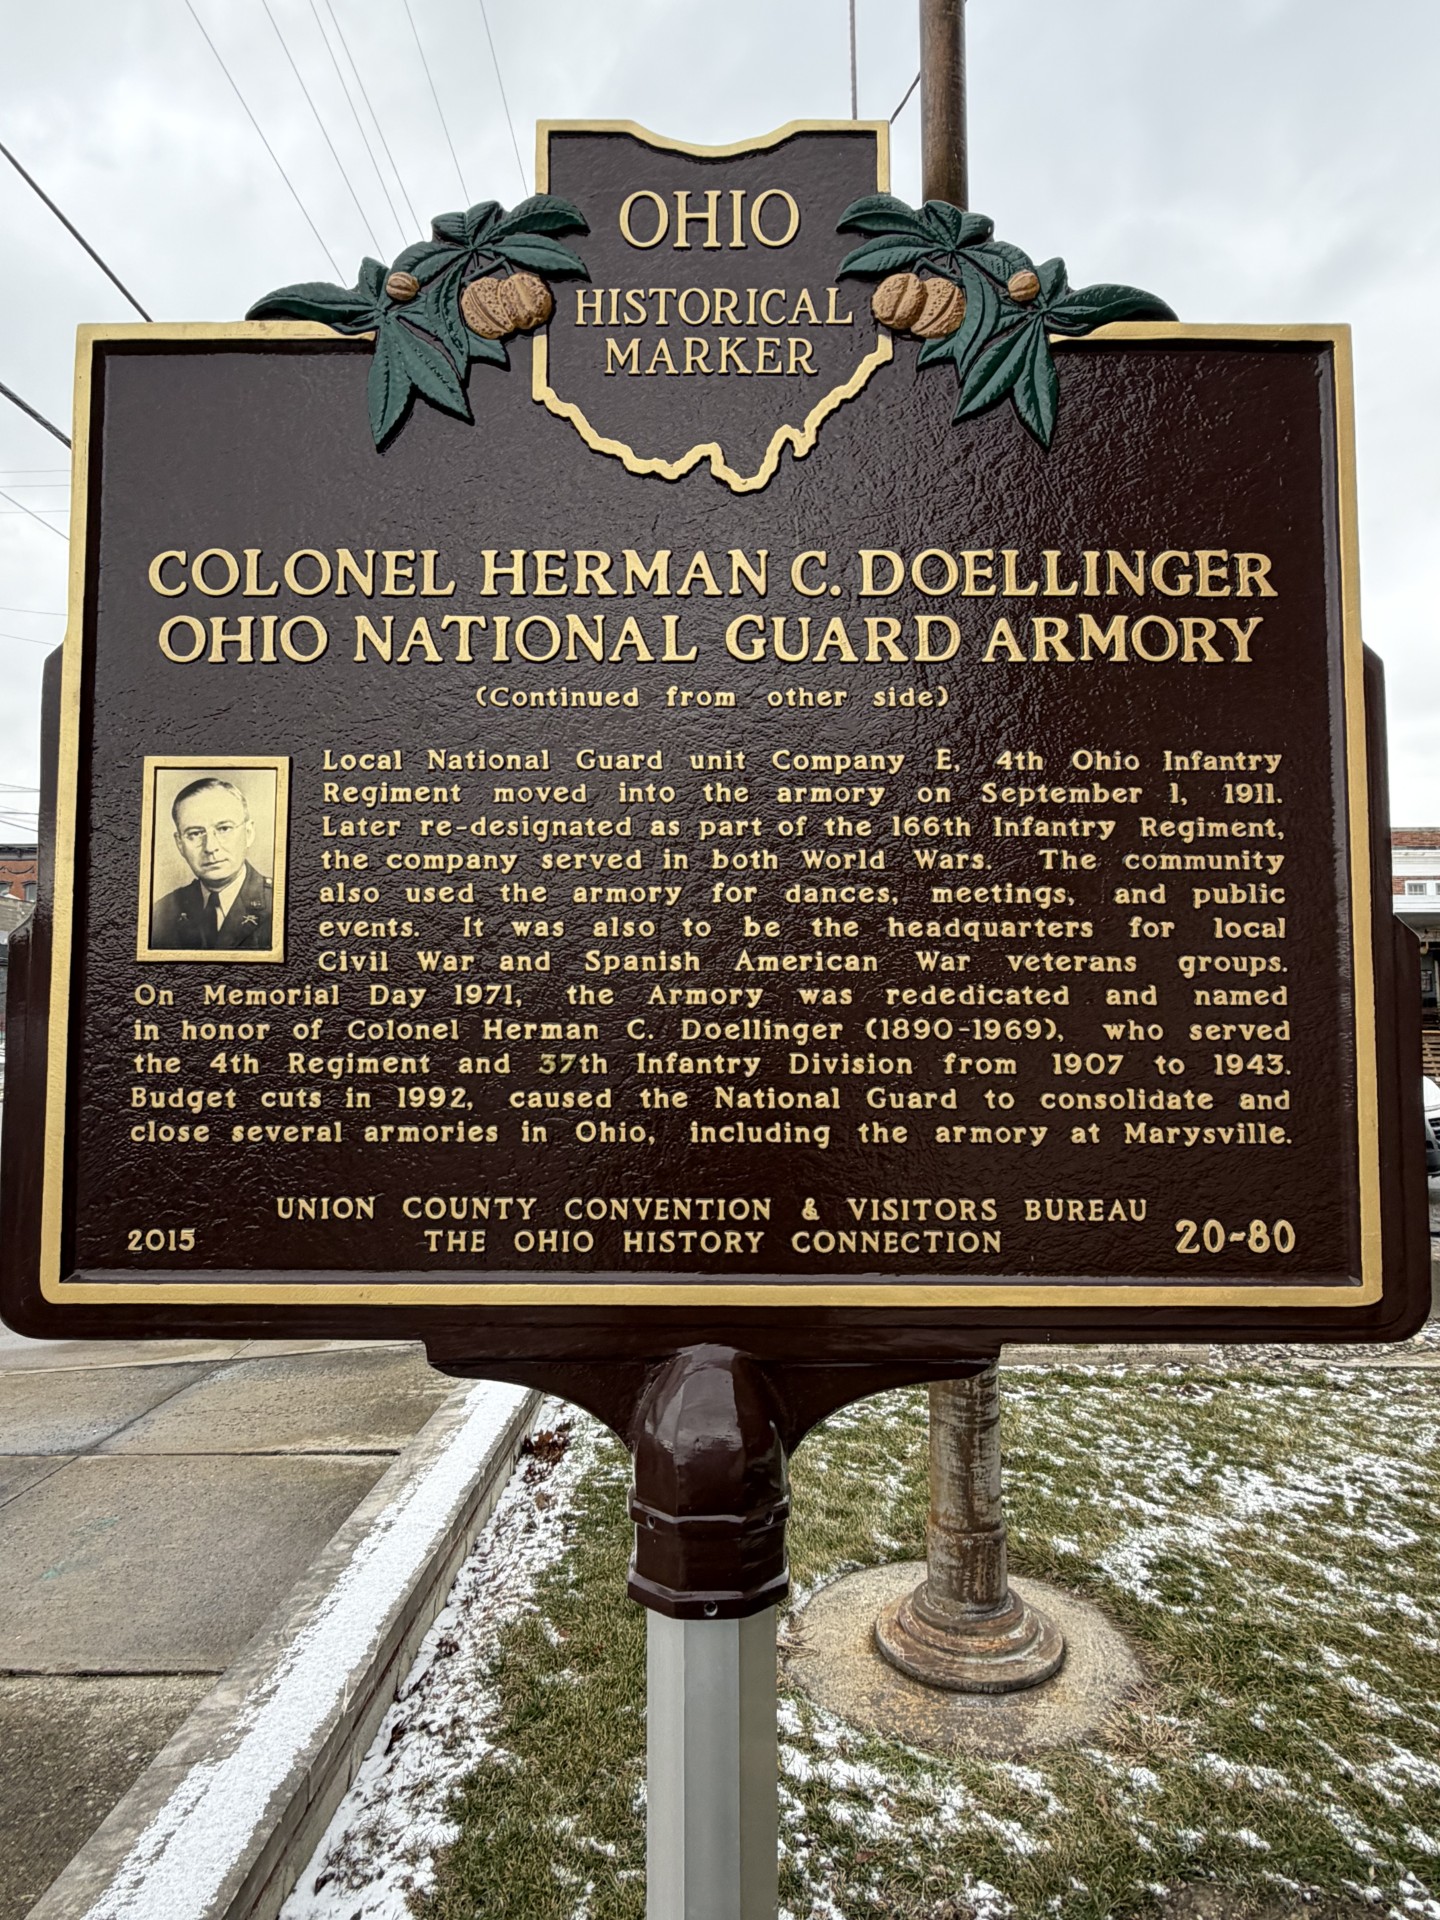 OHIO
HISTORICAL
MARKER
COLONEL HERMAN C. DOELLINGER
OHIO NATIONAL GUARD ARMORY
(Continued from other side)
Local National Guard unit Company E, 4th Ohio Infantry
Regiment moved into the armory on September 1, 1911.
Later re-designated as part of the 166th Infantry Regiment,
the company served in both World Wars. The community
also used the armory for dances, meetings, and public
events. It was also to be the headquarters for local
Civil War and Spanish American War veterans groups.
On Memorial Day 1971, the Armory was rededicated and named
in honor of Colonel Herman C. Doellinger (1890-1969), who served
the 4th Regiment and 37th Infantry Division from 1907 to 1943.
Budget cuts in 1992, caused the National Guard to consolidate and
close several armories in Ohio, including the armory at Marysville.
UNION COUNTY CONVENTION & VISITORS BUREAU
2015 THE OHIO HISTORY CONNECTION 20-80